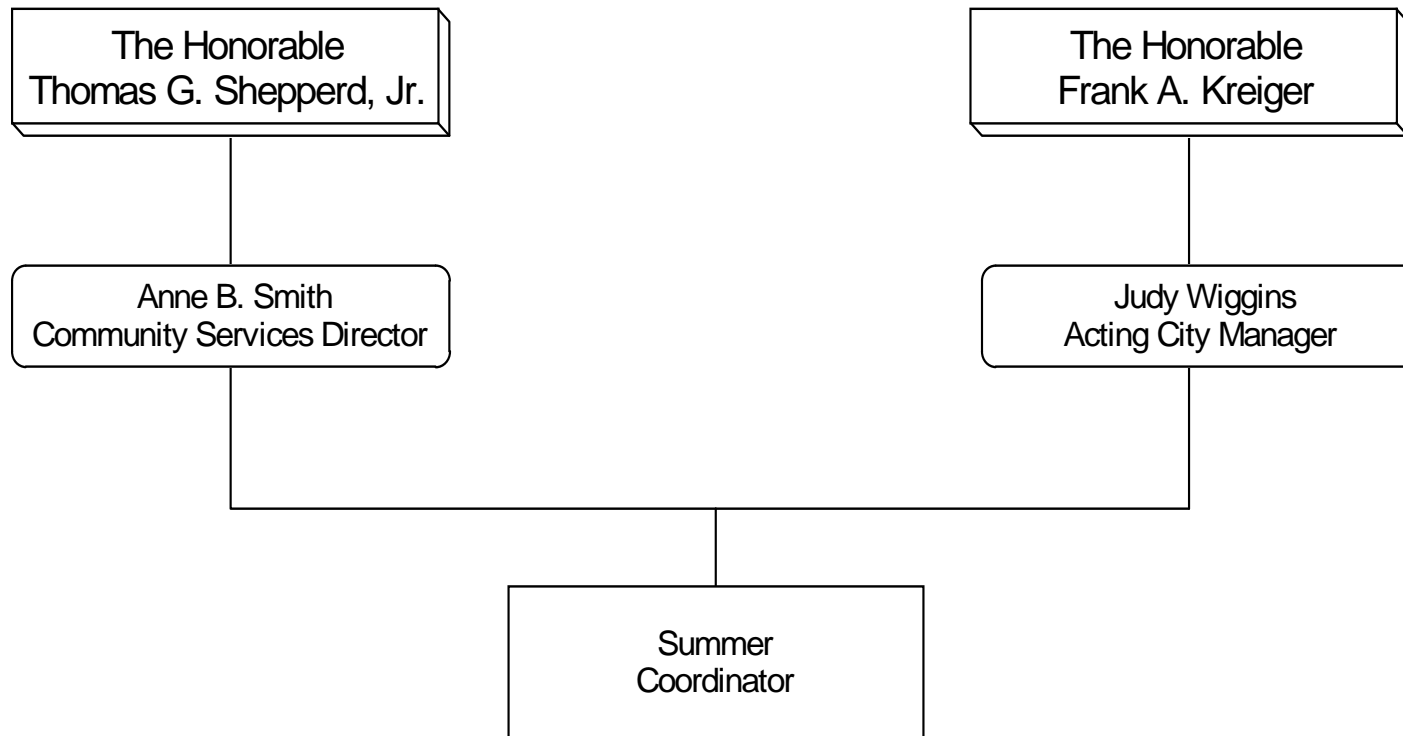 The Honorable
Thomas G. Shepperd, Jr.
The Honorable
Frank A. Kreiger
Anne B. Smith
Community Services Director
Judy Wiggins
Acting City Manager
Summer
Coordinator